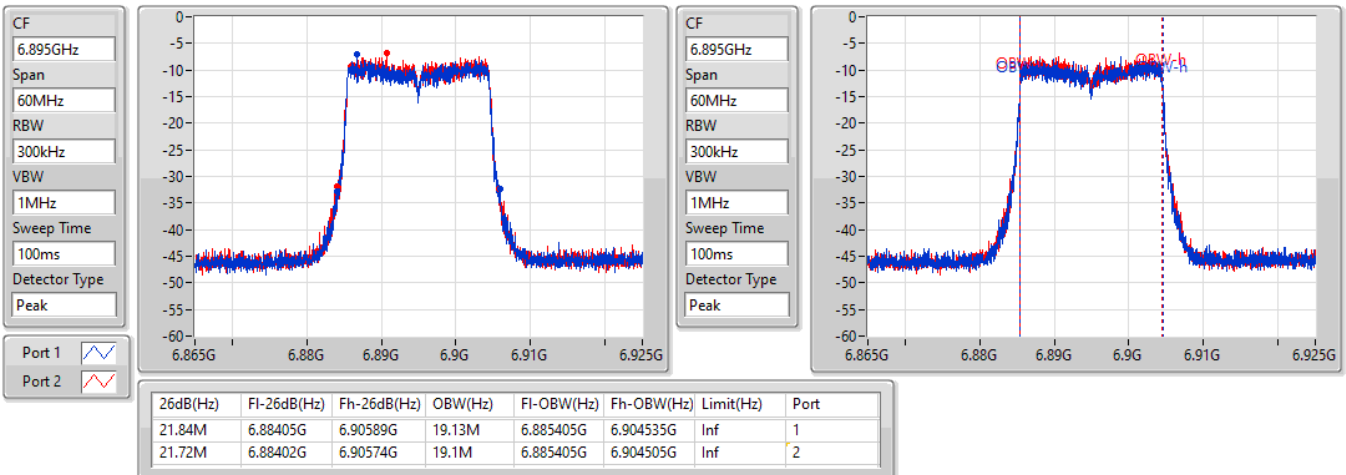 CF
6.895GHz
Span
60MHz
RBW
300kHz
VBW
1MHz
Sweep Time
100ms
Detector Type
Peak
Port 1
Port 2
0-
-5-
-10-
-15-
-20-
-25-
-30-
-35-
-40-
-45-
-50-
-55-
-60-
6.865G 6.88G 6.89G 6.9G 6.91G 6.925G
CF
6.895GHz
Span
60MHz
RBW
300kHz
VBW
1MHz
Sweep Time
100ms
Detector Type
Peak
0-
-5-
-10-
-15-
-20-
-25-
-30-
-35-
-40-
-45-
-50-
-55-
-60-
OBW-h
6.865G 6.88G 6.89G 6.9G 6.91G 6.925G
26dB(Hz) Fl-26dB(Hz) Fh-26dB(Hz) OBW(Hz) Fl-OBW(Hz) Fh-OBW(Hz) Limit(Hz) Port
21.84M 6.88405G 6.90589G 19.13M 6.885405G 6.904535G Inf 1
21.72M 6.88402G 6.90574G 19.1M 6.885405G 6.904505G Inf 2